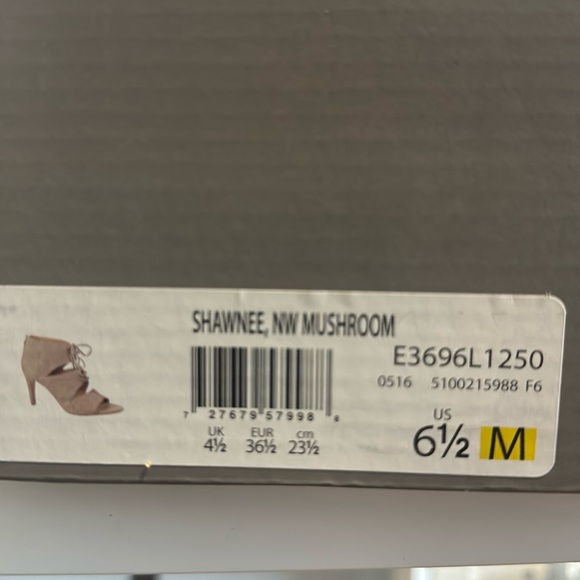 SHAWNEE, NW MUSHROOM
E3696L1250
0516 5100215988 F6
7 27679 57998 8
UK EUR cm
4½ 36½ 23½
US
6½ M